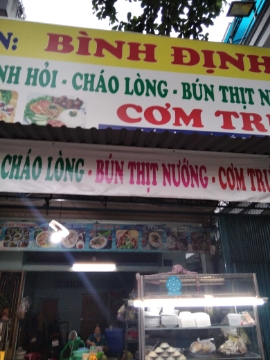 N: BÌNH ĐỊNH
NH HỎI - CHÁO LÒNG - BÚN THỊT N
CƠM TR
CHÁO LÒNG - BÚN THỊT NƯỚNG - CƠM TR